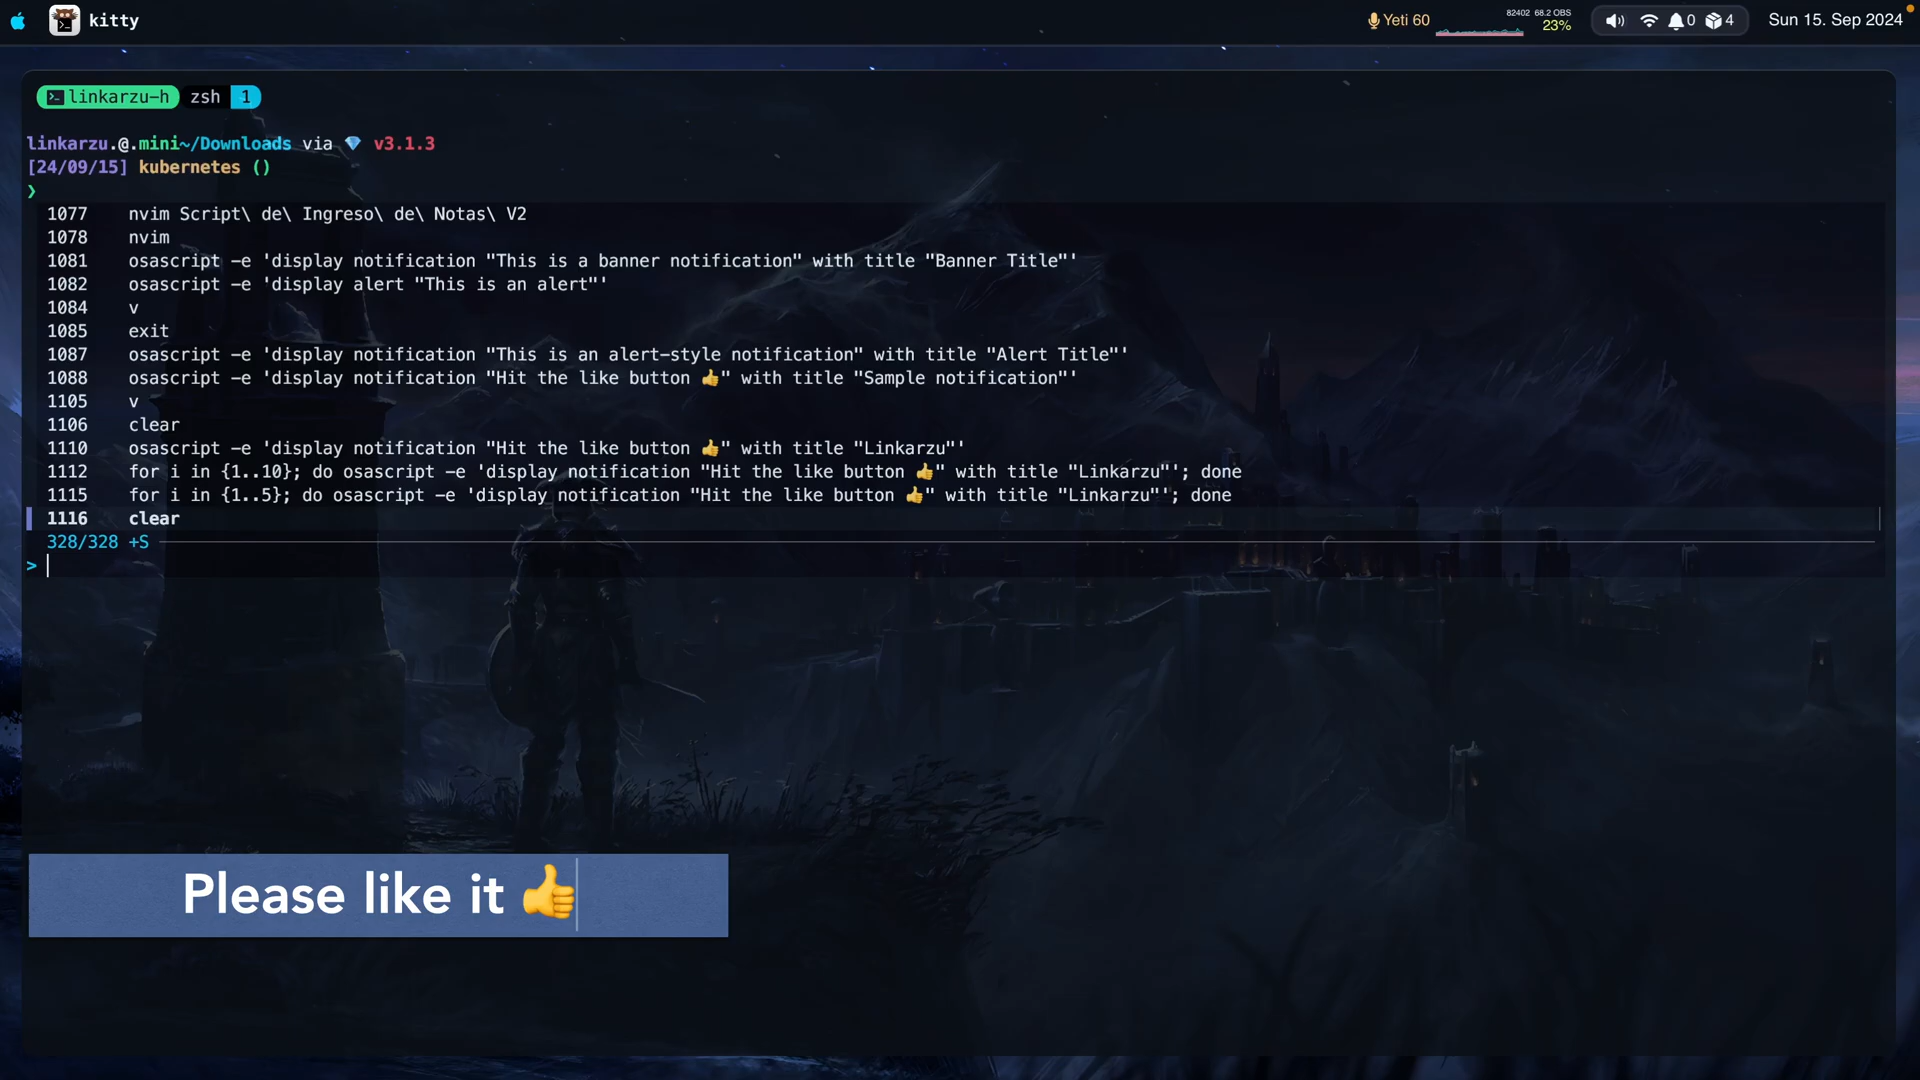 kitty
Yeti 60
82402 68.2 OBS
23%
0
4
Sun 15. Sep 2024
linkarzu-h zsh 1
linkarzu.@.mini~/Downloads via 💎 v3.1.3
[24/09/15] kubernetes ()
❯
1077 nvim Script\ de\ Ingreso\ de\ Notas\ V2
1078 nvim
1081 osascript -e 'display notification "This is a banner notification" with title "Banner Title"'
1082 osascript -e 'display alert "This is an alert"'
1084 v
1085 exit
1087 osascript -e 'display notification "This is an alert-style notification" with title "Alert Title"'
1088 osascript -e 'display notification "Hit the like button 👍" with title "Sample notification"'
1105 v
1106 clear
1110 osascript -e 'display notification "Hit the like button 👍" with title "Linkarzu"'
1112 for i in {1..10}; do osascript -e 'display notification "Hit the like button 👍" with title "Linkarzu"'; done
1115 for i in {1..5}; do osascript -e 'display notification "Hit the like button 👍" with title "Linkarzu"'; done
1116 clear
328/328 +S
>
Please like it 👍